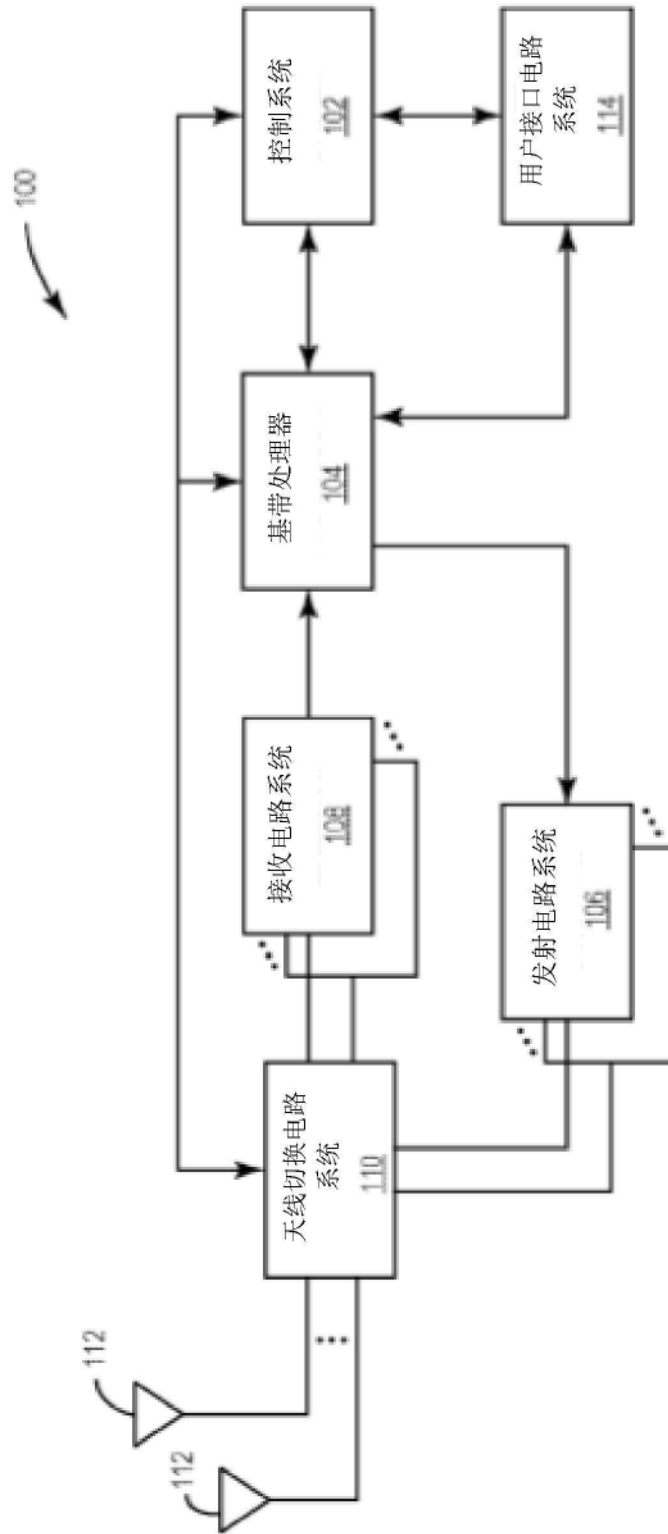 100
控制系统
102
基带处理器
104
接收电路系统
108
天线切换电路
系统
110
112
112
用户接口电路
系统
114
发射电路系统
106